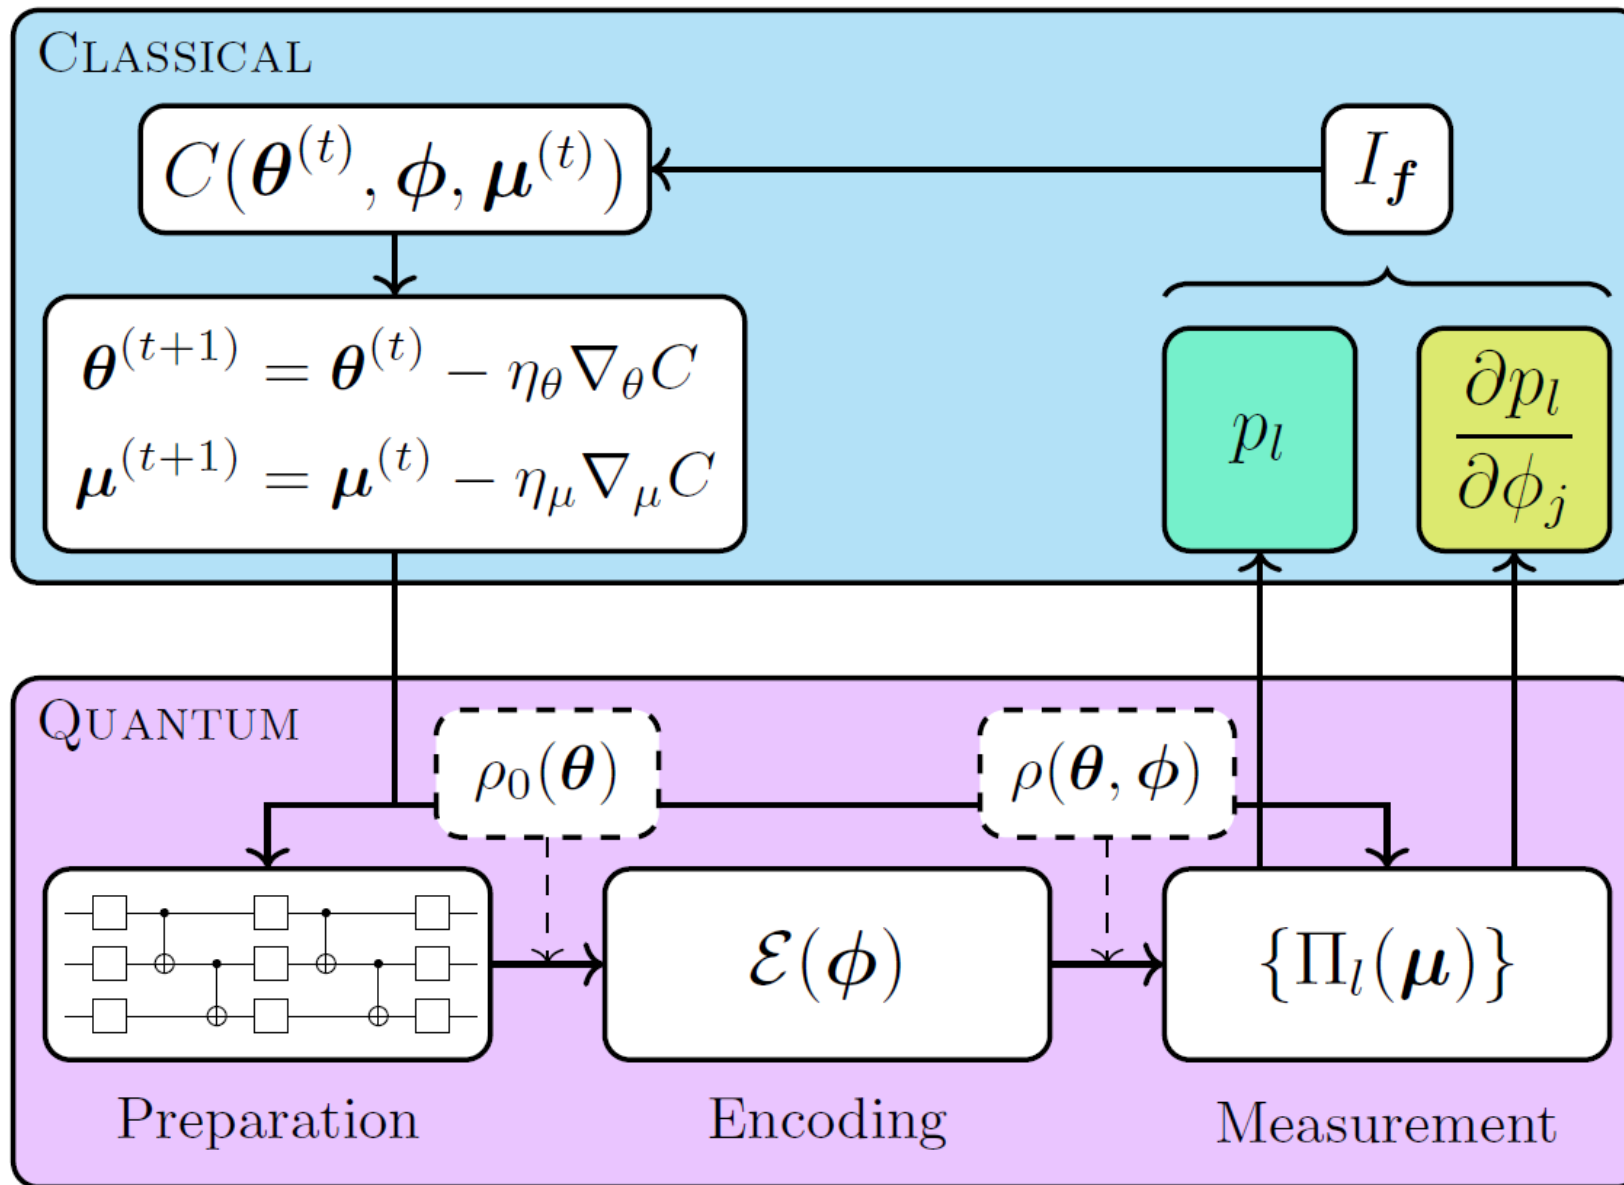 CLASSICAL
C(θ^(t), ϕ, μ^(t))
I_f
θ^(t+1) = θ^(t) − η_θ ∇_θ C
μ^(t+1) = μ^(t) − η_μ ∇_μ C
p_l
∂p_l
∂ϕ_j
QUANTUM
ρ_0(θ)
ρ(θ, ϕ)
ℰ(ϕ)
{Π_l(μ)}
Preparation
Encoding
Measurement